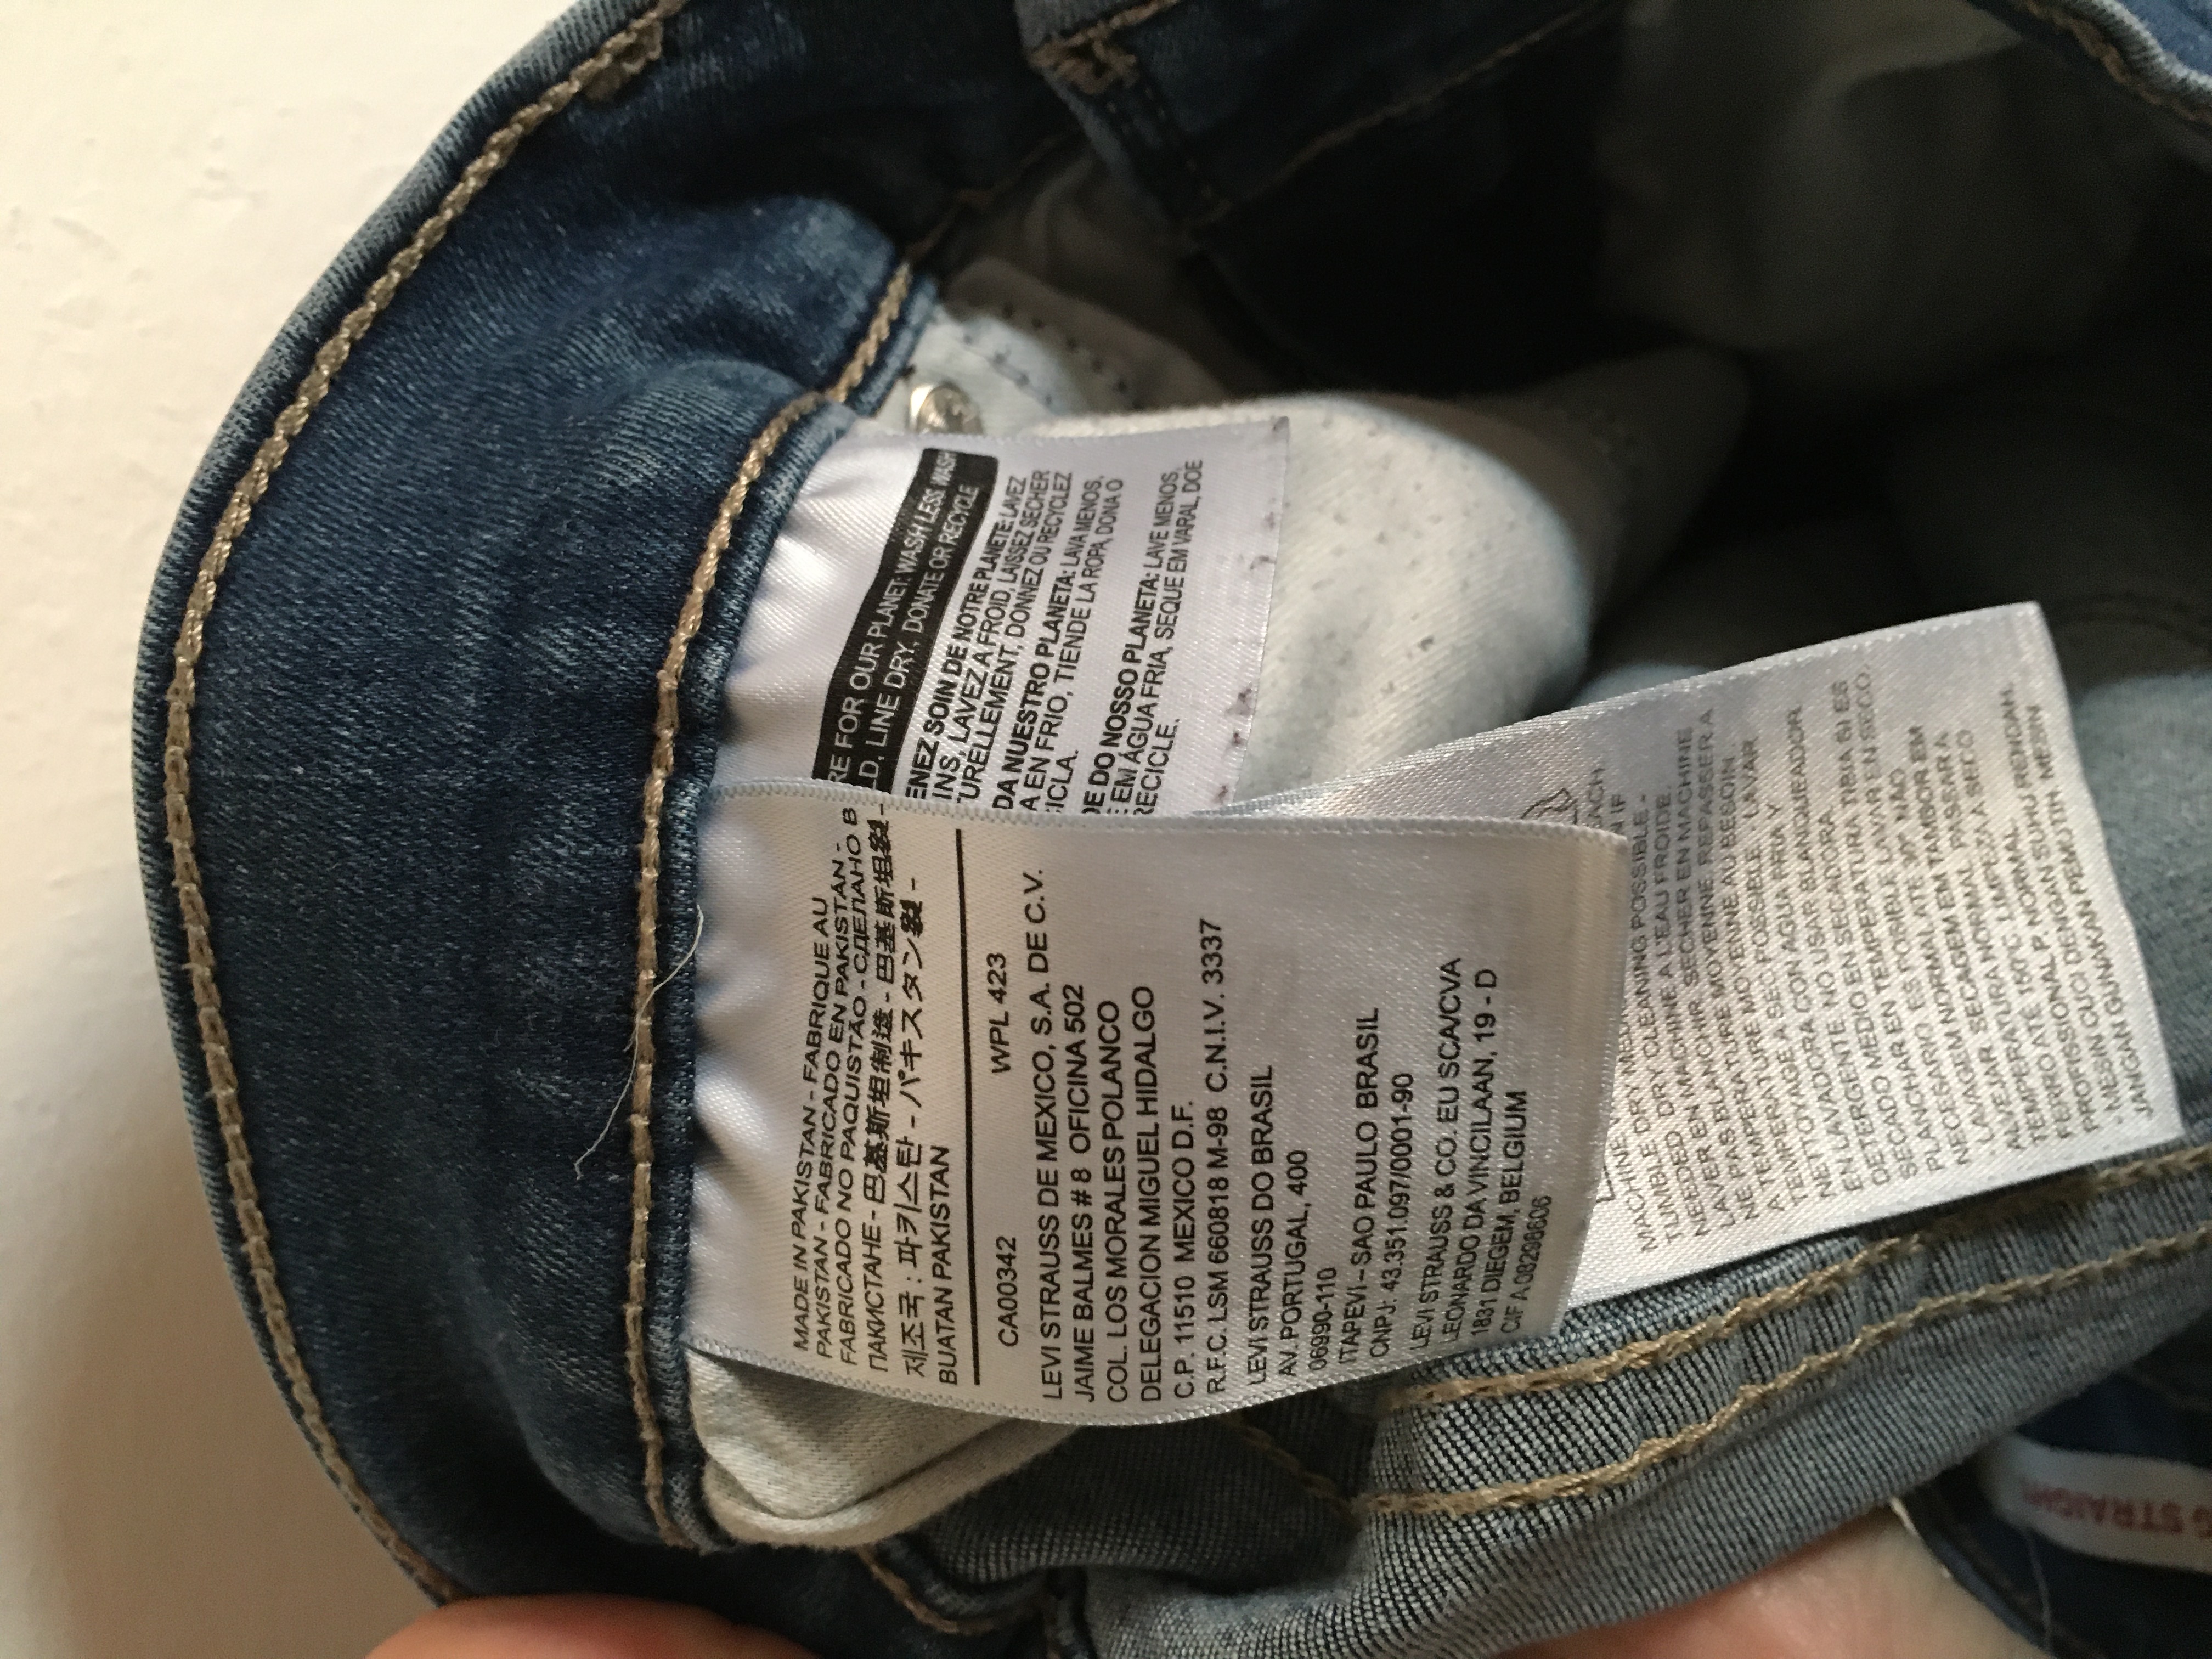 MADE IN PAKISTAN - FABRIQUE AU
PAKISTAN - FABRICADO EN PAKISTÁN -
FABRICADO NO PAQUISTÃO - СДЕЛАНО В
ПАКИСТАНЕ - 巴基斯坦制造 - 巴基斯坦製 -
제조국 : 파키스탄 - パキスタン製 -
BUATAN PAKISTAN
CA00342 WPL 423
LEVI STRAUSS DE MEXICO, S.A. DE C.V.
JAIME BALMES # 8 OFICINA 502
COL. LOS MORALES POLANCO
DELEGACION MIGUEL HIDALGO
C.P. 11510 MEXICO D.F.
R.F.C. LSM 660818 M-98 C.N.I.V. 3337
LEVI STRAUSS DO BRASIL
AV. PORTUGAL, 400
06990-110
ITAPEVI - SAO PAULO BRASIL
CNPJ: 43.351.097/0001-90
LEVI STRAUSS & CO. EU SCA/CVA
LEONARDO DA VINCILAAN, 19 - D
1831 DIEGEM, BELGIUM
CIF A 08298606
RE FOR OUR PLANET: WASH LESS, WASH
LD, LINE DRY, DONATE OR RECYCLE
ENEZ SOIN DE NOTRE PLANETE: LAVEZ
INS, LAVEZ A FROID, LAISSEZ SECHER
TURELLEMENT, DONNEZ OU RECYCLEZ
DA NUESTRO PLANETA: LAVA MENOS,
A EN FRIO, TIENDE LA ROPA, DONA O
ICLA.
DE DO NOSSO PLANETA: LAVE MENOS,
E EM ÁGUA FRIA, SEQUE EM VARAL, DOE
RECICLE.
EACH.
MACHINE
TUMBLE DRY MED N IF
NEEDED. DRY CLEANING POSSIBLE -
LAVER EN MACHINE A L'EAU FROIDE.
NE PAS BLANCHIR. SECHER EN MACHINE
A TEMPERATURE MOYENNE. REPASSER A
TEMPERATURE MOYENNE AU BESOIN.
NETTOYAGE A SEC POSSIBLE. - LAVAR
EN LAVADORA CON AGUA FRIA Y
DETERGENTE. NO USAR BLANQUEADOR.
SECADO MEDIO EN SECADORA.
PLANCHAR EN TEMPERATURA TIBIA SI ES
NECESARIO. ES POSIBLE LAVAR EN SECO.
- LAVAGEM NORMAL ATE 30°. NÃO
ALVEJAR. SECAGEM EM TAMBOR EM
TEMPERATURA NORMAL. PASSAR A
FERRO ATÉ 150°C. LIMPEZA A SECO
PROFISSIONAL P. NORMAL.
- MESIN CUCI DENGAN SUHU RENDAH.
JANGAN GUNAKAN PEMUTIH. MESIN
G STRAIGHT